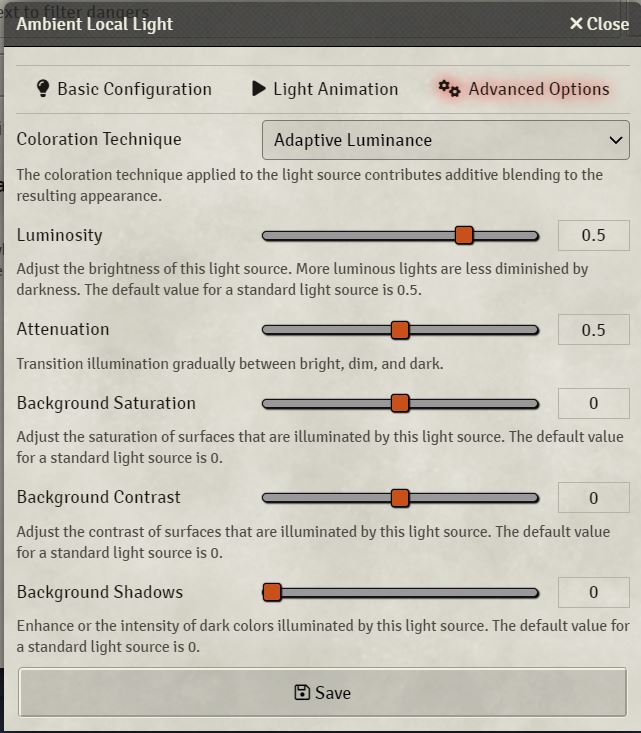 ext to filter dangers
Ambient Local Light
Close
Basic Configuration
Light Animation
Advanced Options
Coloration Technique
Adaptive Luminance
The coloration technique applied to the light source contributes additive blending to the
resulting appearance.
Luminosity
0.5
Adjust the brightness of this light source. More luminous lights are less diminished by
darkness. The default value for a standard light source is 0.5.
Attenuation
0.5
Transition illumination gradually between bright, dim, and dark.
Background Saturation
0
Adjust the saturation of surfaces that are illuminated by this light source. The default value
for a standard light source is 0.
Background Contrast
0
Adjust the contrast of surfaces that are illuminated by this light source. The default value
for a standard light source is 0.
Background Shadows
0
Enhance or the intensity of dark colors illuminated by this light source. The default value for
a standard light source is 0.
Save